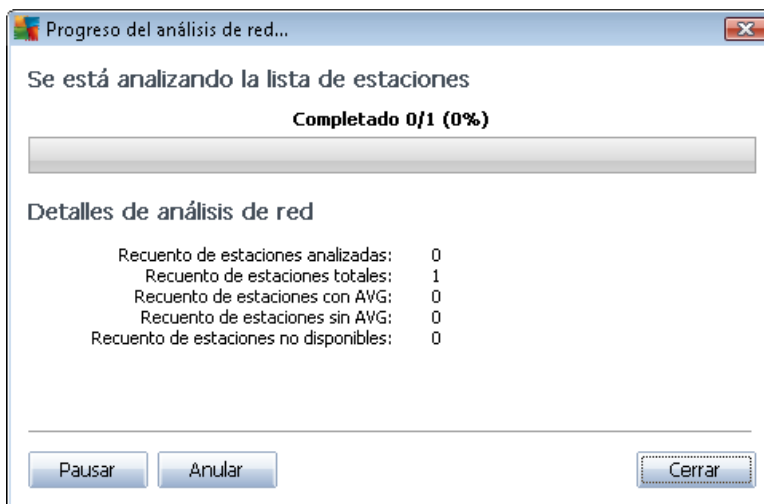 Progreso del análisis de red...
Se está analizando la lista de estaciones
Completado 0/1 (0%)
Detalles de análisis de red
Recuento de estaciones analizadas: 0
Recuento de estaciones totales: 1
Recuento de estaciones con AVG: 0
Recuento de estaciones sin AVG: 0
Recuento de estaciones no disponibles: 0
Pausar Anular Cerrar